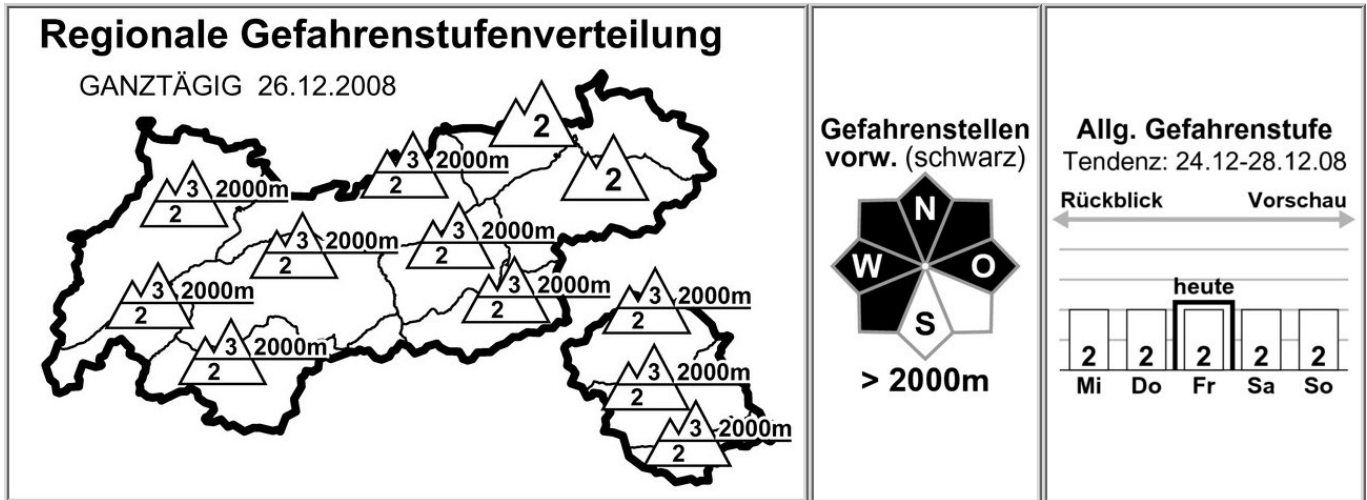 Regionale Gefahrenstufenverteilung
GANZTÄGIG 26.12.2008
2
2
3 2000m
2
3 2000m
2
3 2000m
2
3 2000m
2
3 2000m
2
3 2000m
2
3 2000m
2
3 2000m
2
3 2000m
2
3 2000m
2
Gefahrenstellen
vorw. (schwarz)
N
W O
S
> 2000m
Allg. Gefahrenstufe
Tendenz: 24.12-28.12.08
Rückblick Vorschau
heute
2 2 2 2 2
Mi Do Fr Sa So